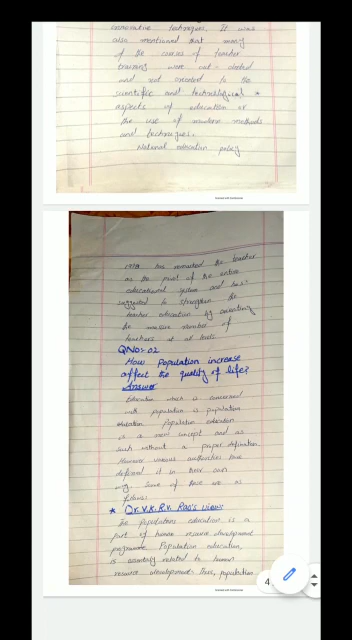 innovative techniques. It was
also mentioned that many
of the courses of teacher
training were out-dated
and not oriented to the
scientific and technological
aspects of education or
the use of modern methods
and techniques.
National education policy
has the teacher
as the pivot of the entire
educational system and has
suggested to strengthen the
teacher education by orienting
the massive number of
teachers at all levels
QNo: 02
How Population increase
affect the quality of life?
Answer
Education which is concerned
with population is population
education. Population education
is a new concept and as
such without a proper definition
However various authorities have
defined it in their own
way. Some of these are as
follows:
* Dr. V.K.R.V. Rao's view:
The population education is a
part of human resource development
programme. Population education,
is related to human
resource development. Thus, population
4